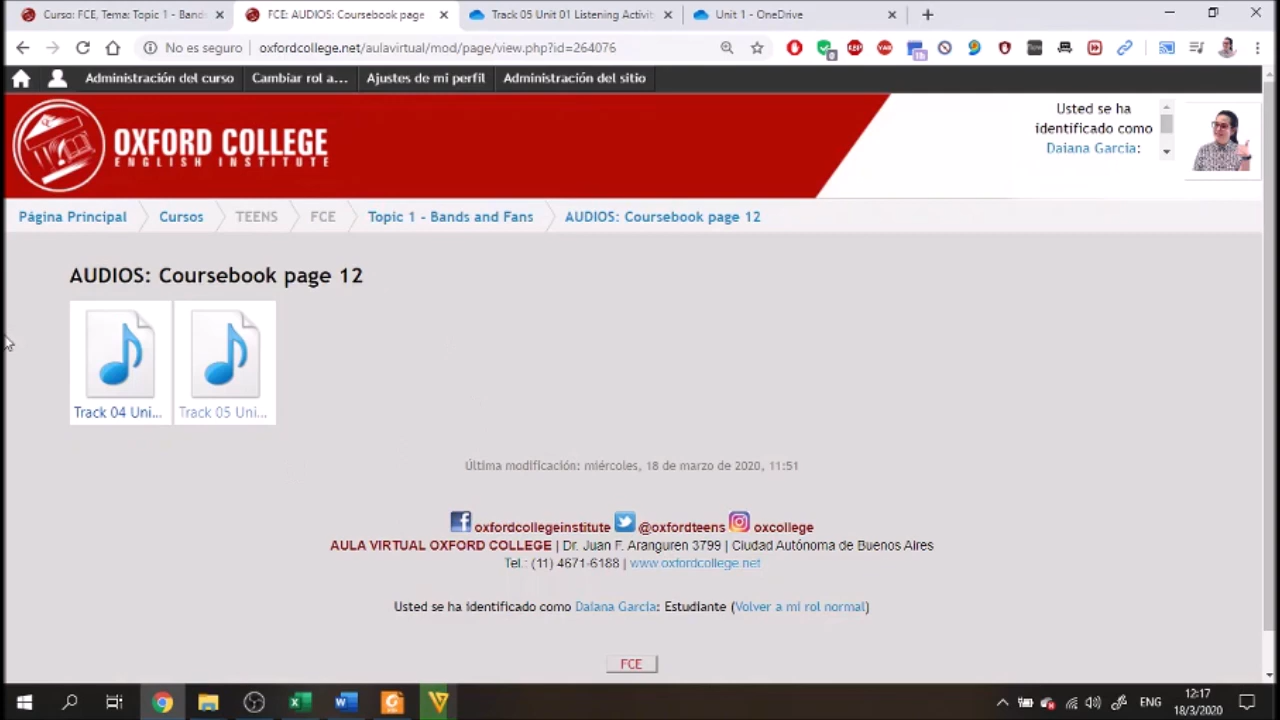 Curso: FCE, Tema: Topic 1 - Bands
FCE: AUDIOS: Coursebook page
Track 05 Unit 01 Listening Activit
Unit 1 - OneDrive
No es seguro
oxfordcollege.net/aulavirtual/mod/page/view.php?id=264076
Administración del curso
Cambiar rol a...
Ajustes de mi perfil
Administración del sitio
OXFORD COLLEGE
ENGLISH INSTITUTE
Usted se ha
identificado como
Daiana Garcia:
Página Principal
Cursos
TEENS
FCE
Topic 1 - Bands and Fans
AUDIOS: Coursebook page 12
AUDIOS: Coursebook page 12
Track 04 Uni...
Track 05 Uni...
Última modificación: miércoles, 18 de marzo de 2020, 11:51
oxfordcollegeinstitute @oxfordteens oxcollege
AULA VIRTUAL OXFORD COLLEGE | Dr. Juan F. Aranguren 3799 | Ciudad Autónoma de Buenos Aires
Tel.: (11) 4671-6188 | www.oxfordcollege.net
Usted se ha identificado como Daiana Garcia: Estudiante (Volver a mi rol normal)
FCE
ENG
12:17
18/3/2020